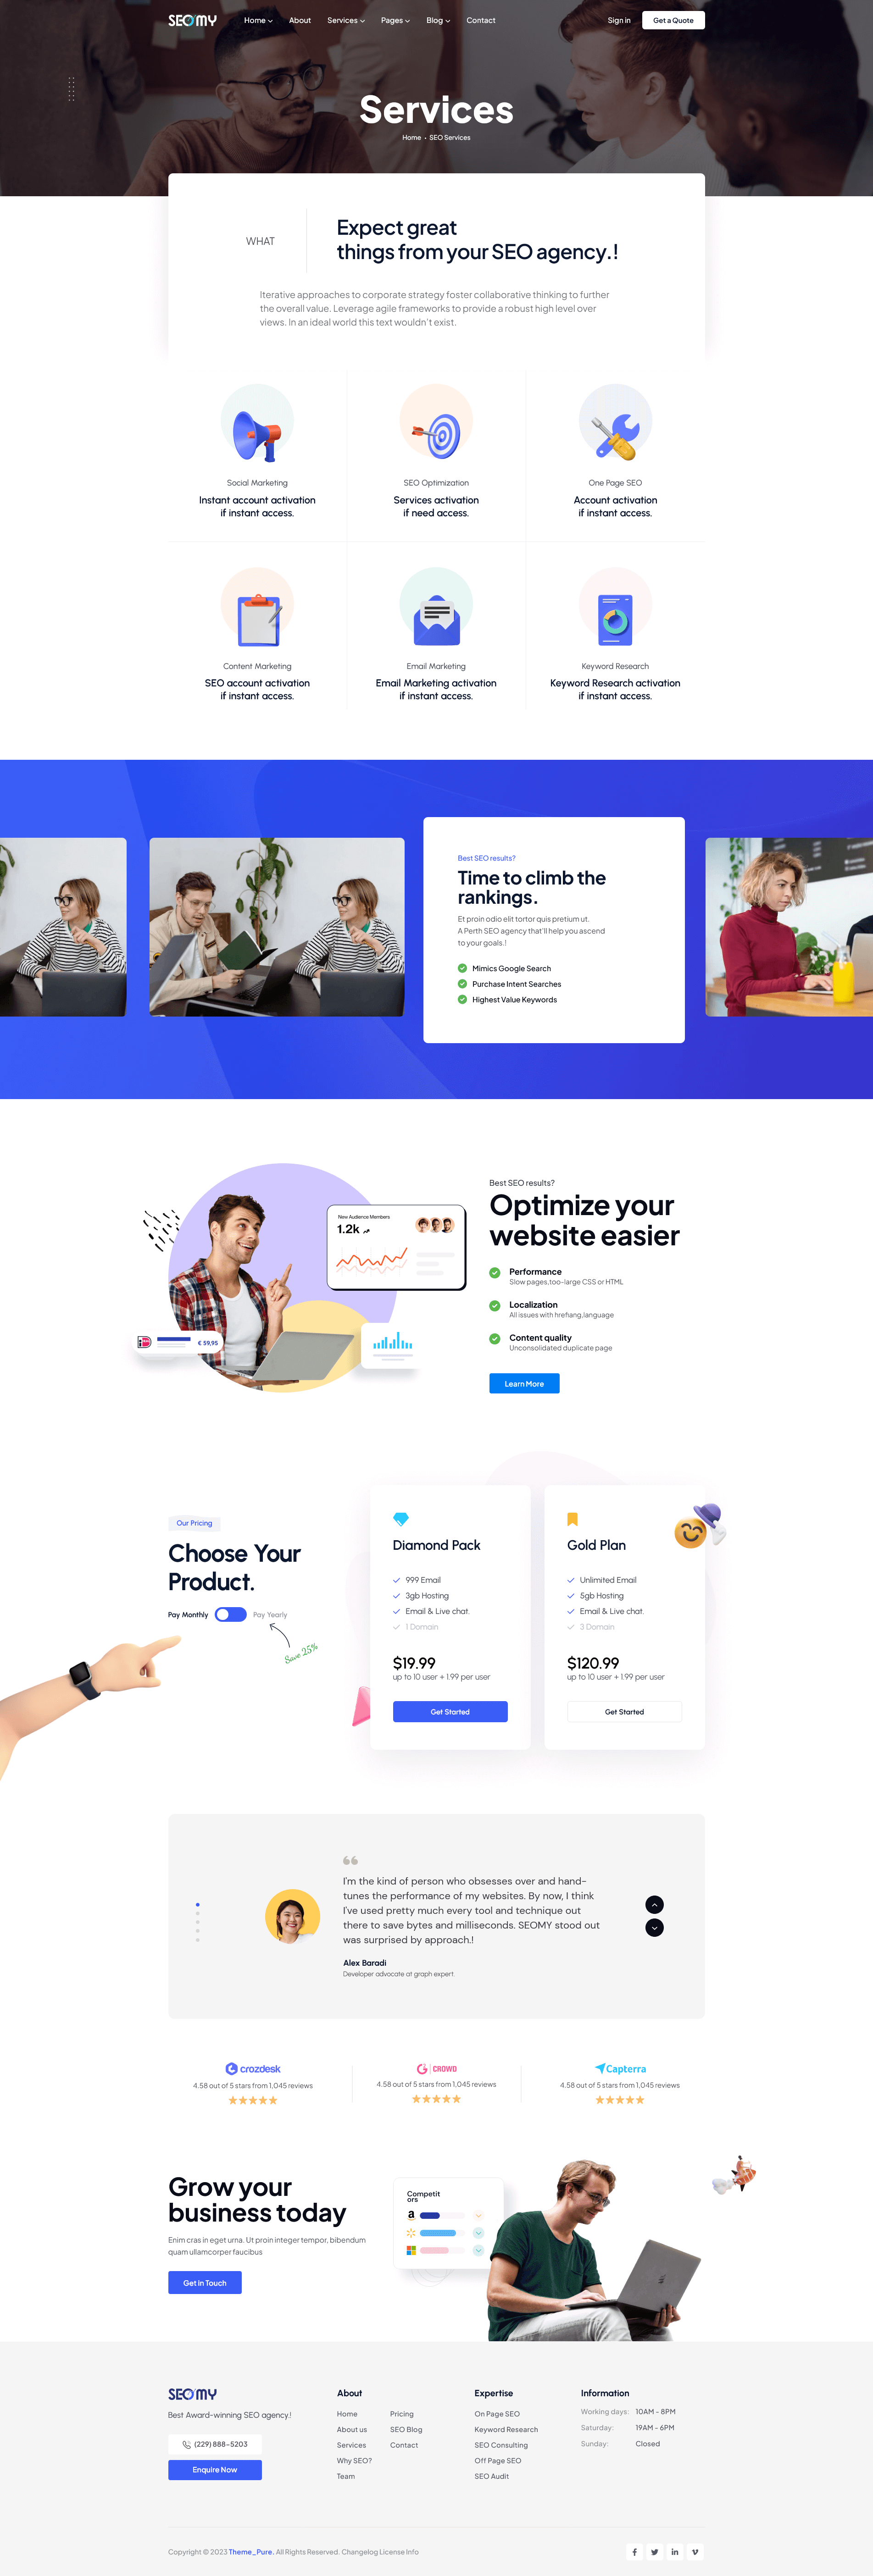 SEOMY
Home
About
Services
Pages
Blog
Contact
Sign in
Get a Quote
Services
Home • SEO Services
WHAT
Expect great
things from your SEO agency.!
Iterative approaches to corporate strategy foster collaborative thinking to further
the overall value. Leverage agile frameworks to provide a robust high level over
views. In an ideal world this text wouldn't exist.
Social Marketing
Instant account activation
if instant access.
SEO Optimization
Services activation
if need access.
One Page SEO
Account activation
if instant access.
Content Marketing
SEO account activation
if instant access.
Email Marketing
Email Marketing activation
if instant access.
Keyword Research
Keyword Research activation
if instant access.
Best SEO results?
Time to climb the
rankings.
Et proin odio elit tortor quis pretium ut.
A Perth SEO agency that'll help you ascend
to your goals.!
Mimics Google Search
Purchase Intent Searches
Highest Value Keywords
New Audience Members
1.2k
€ 59,95
Best SEO results?
Optimize your
website easier
Performance
Slow pages,too-large CSS or HTML
Localization
All issues with hreflang,language
Content quality
Unconsolidated duplicate page
Learn More
Our Pricing
Choose Your
Product.
Pay Monthly
Pay Yearly
Save 25%
Diamond Pack
999 Email
3gb Hosting
Email & Live chat.
1 Domain
$19.99
up to 10 user + 1.99 per user
Get Started
Gold Plan
Unlimited Email
5gb Hosting
Email & Live chat.
3 Domain
$120.99
up to 10 user + 1.99 per user
Get Started
I'm the kind of person who obsesses over and hand-
tunes the performance of my websites. By now, I think
I've used pretty much every tool and technique out
there to save bytes and milliseconds. SEOMY stood out
was surprised by approach.!
Alex Baradi
Developer advocate at graph expert
crozdesk
4.58 out of 5 stars from 1,045 reviews
CROWD
4.58 out of 5 stars from 1,045 reviews
Capterra
4.58 out of 5 stars from 1,045 reviews
Grow your
business today
Enim cras in eget urna. Ut proin integer tempor, bibendum
quam ullamcorper faucibus
Get In Touch
Competit
ors
SEOMY
Best Award-winning SEO agency.!
(229) 888-5203
Enquire Now
About
Home
About us
Services
Why SEO?
Team
Pricing
SEO Blog
Contact
Expertise
On Page SEO
Keyword Research
SEO Consulting
Off Page SEO
SEO Audit
Information
Working days: 10AM - 8PM
Saturday: 19AM - 6PM
Sunday: Closed
Copyright © 2023 Theme_Pure. All Rights Reserved. Changelog License Info